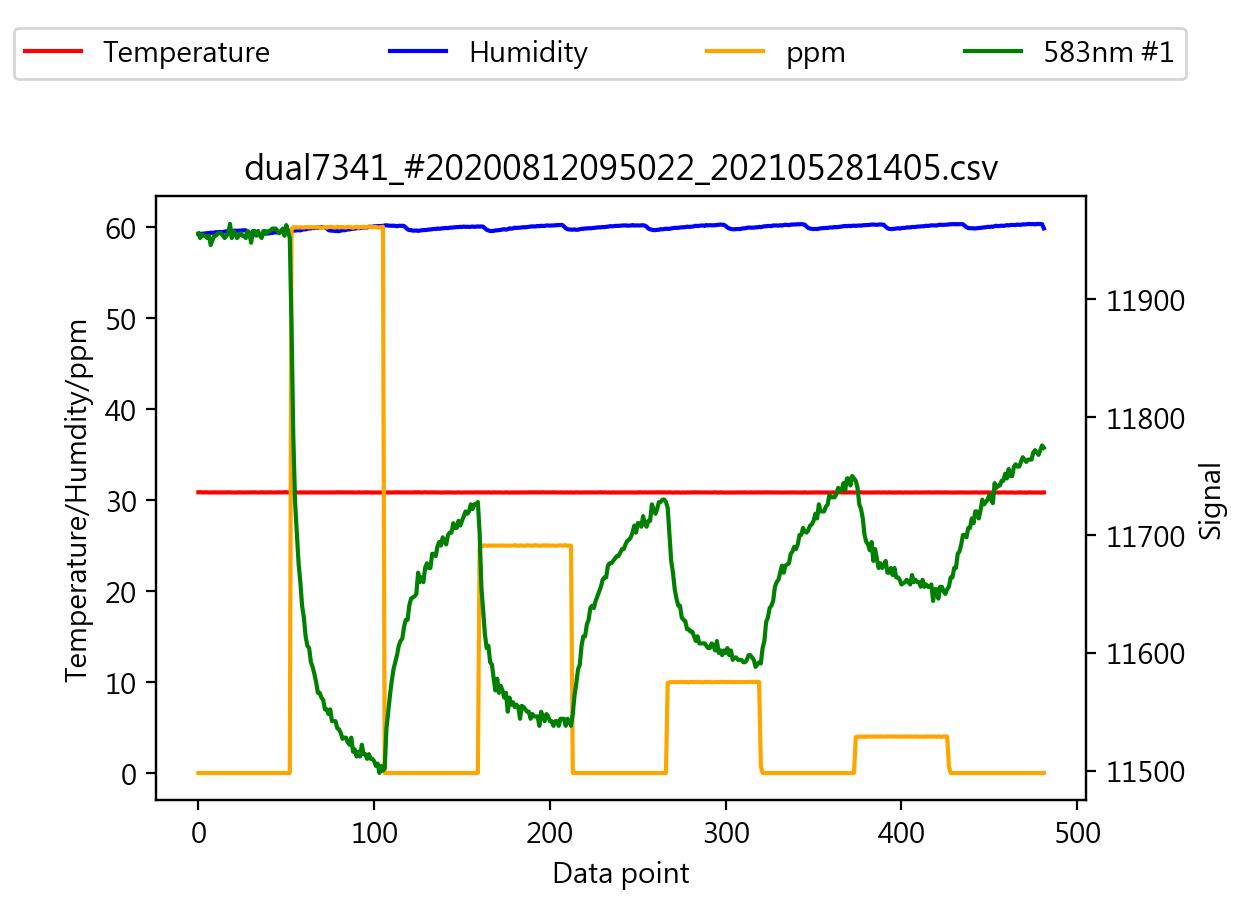 Temperature Humidity ppm 583nm #1
dual7341_#20200812095022_202105281405.csv
Temperature/Humdity/ppm
60
50
40
30
20
10
0
11900
11800
11700
11600
11500
Signal
0 100 200 300 400 500
Data point